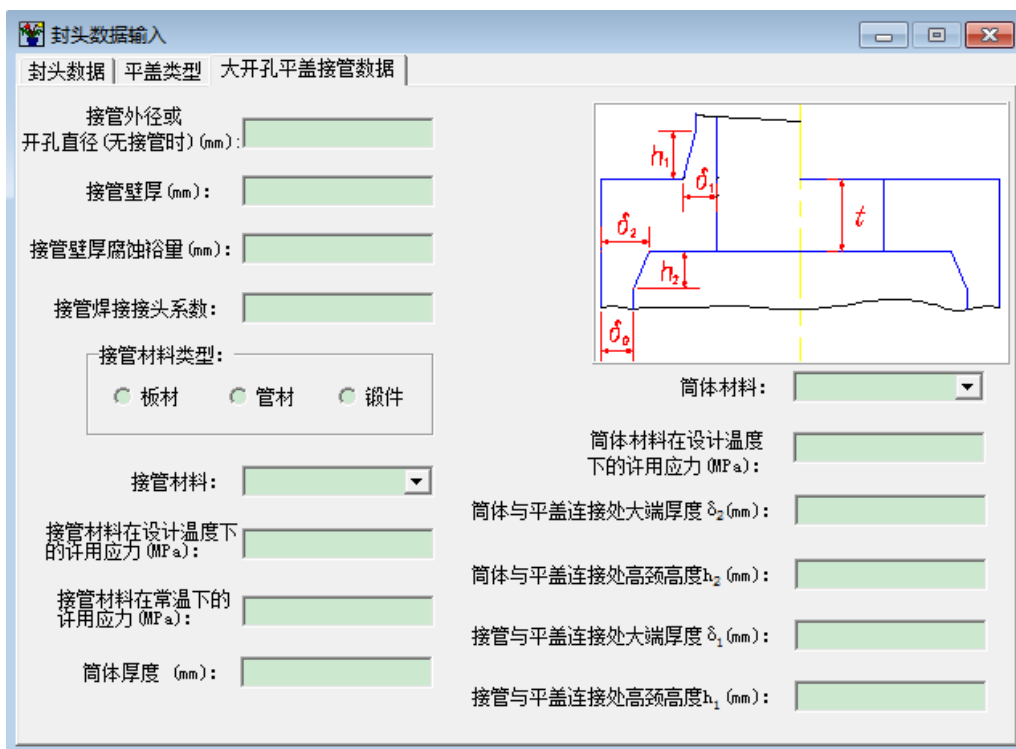 封头数据输入
封头数据 平盖类型 大开孔平盖接管数据
接管外径或
开孔直径(无接管时)(mm):
接管壁厚(mm):
接管壁厚腐蚀裕量(mm):
接管焊接接头系数:
接管材料类型:
板材 管材 锻件
接管材料:
接管材料在设计温度下
的许用应力(MPa):
接管材料在常温下的
许用应力(MPa):
筒体厚度 (mm):
h₁
δ₁
t
δ₂
h₂
δ₀
筒体材料:
筒体材料在设计温度
下的许用应力(MPa):
筒体与平盖连接处大端厚度δ₂(mm):
筒体与平盖连接处高颈高度h₂(mm):
接管与平盖连接处大端厚度δ₁(mm):
接管与平盖连接处高颈高度h₁(mm):